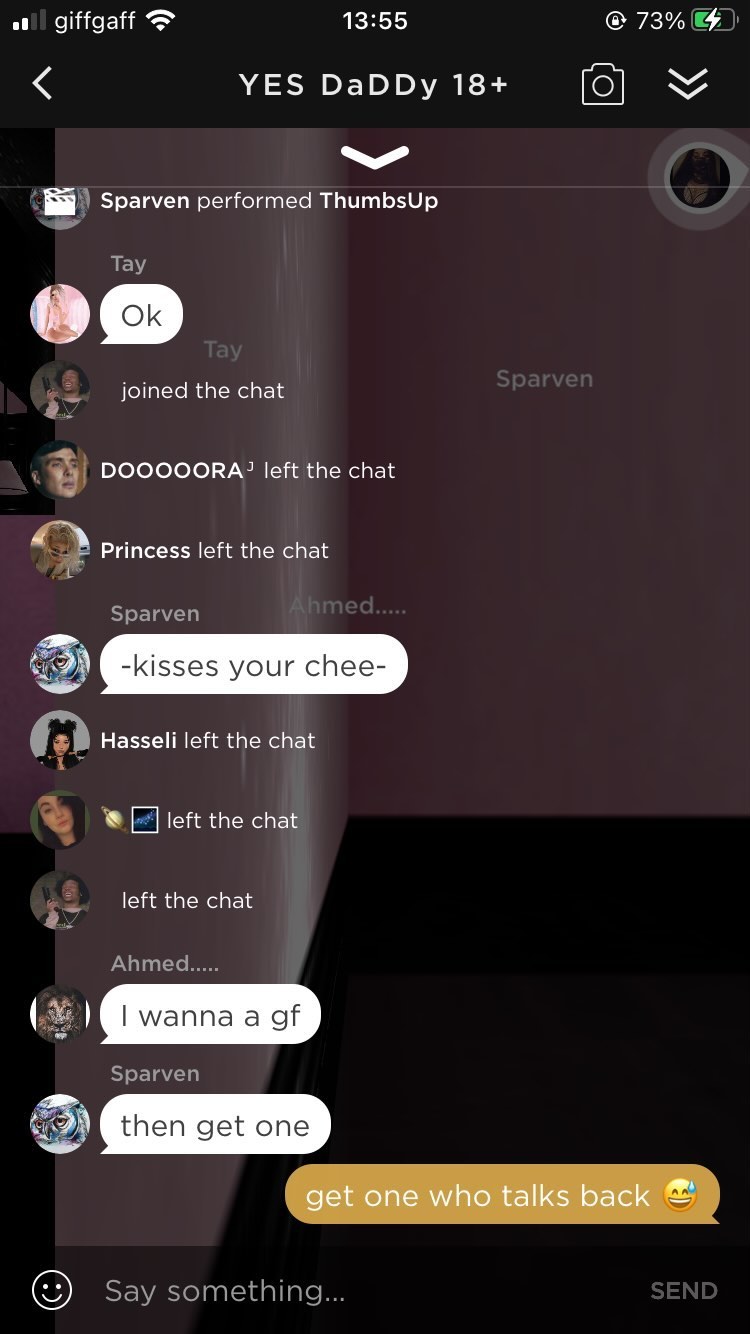 giffgaff 13:55 73%
YES DaDDy 18+
Sparven performed ThumbsUp
Tay
Ok
Tay
Sparven
joined the chat
DOOOOORAᴶ left the chat
Princess left the chat
Ahmed.....
Sparven
-kisses your chee-
Hasseli left the chat
🪐🌌 left the chat
left the chat
Ahmed.....
I wanna a gf
Sparven
then get one
get one who talks back 😅
Say something... SEND